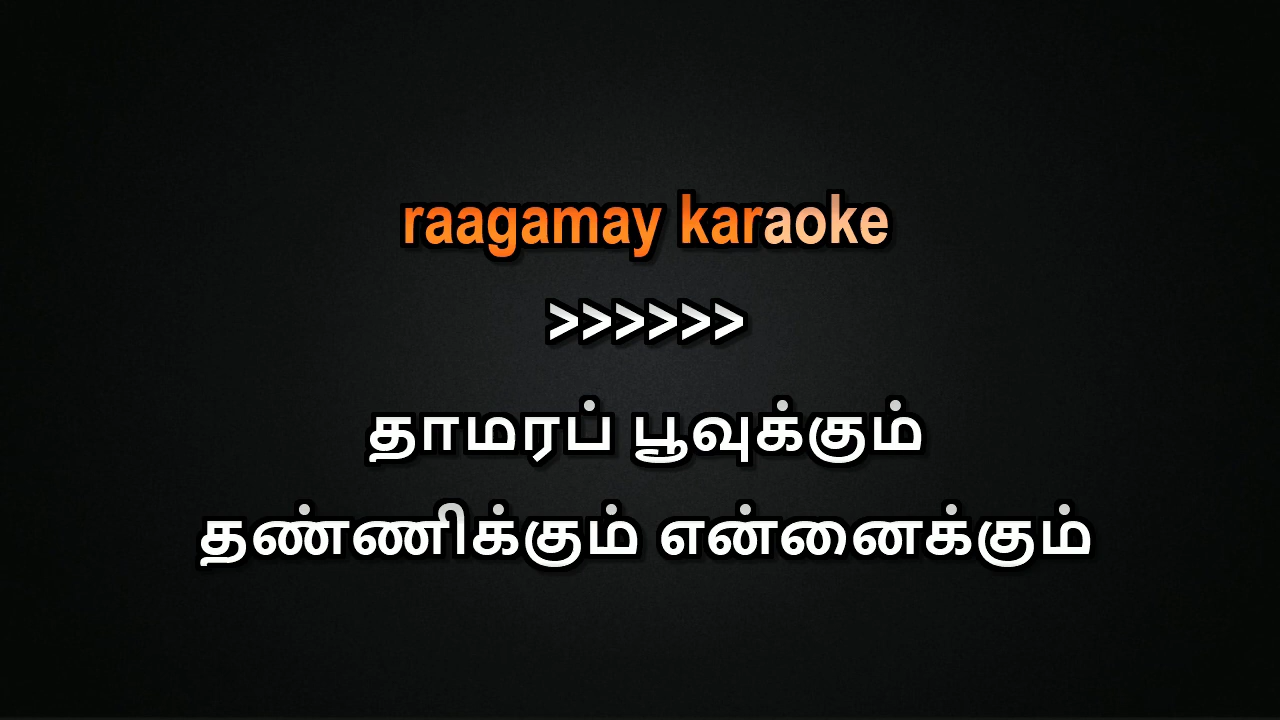 raagamay karaoke
>>>>>>
தாமரப் பூவுக்கும்
தண்ணிக்கும் என்னைக்கும்